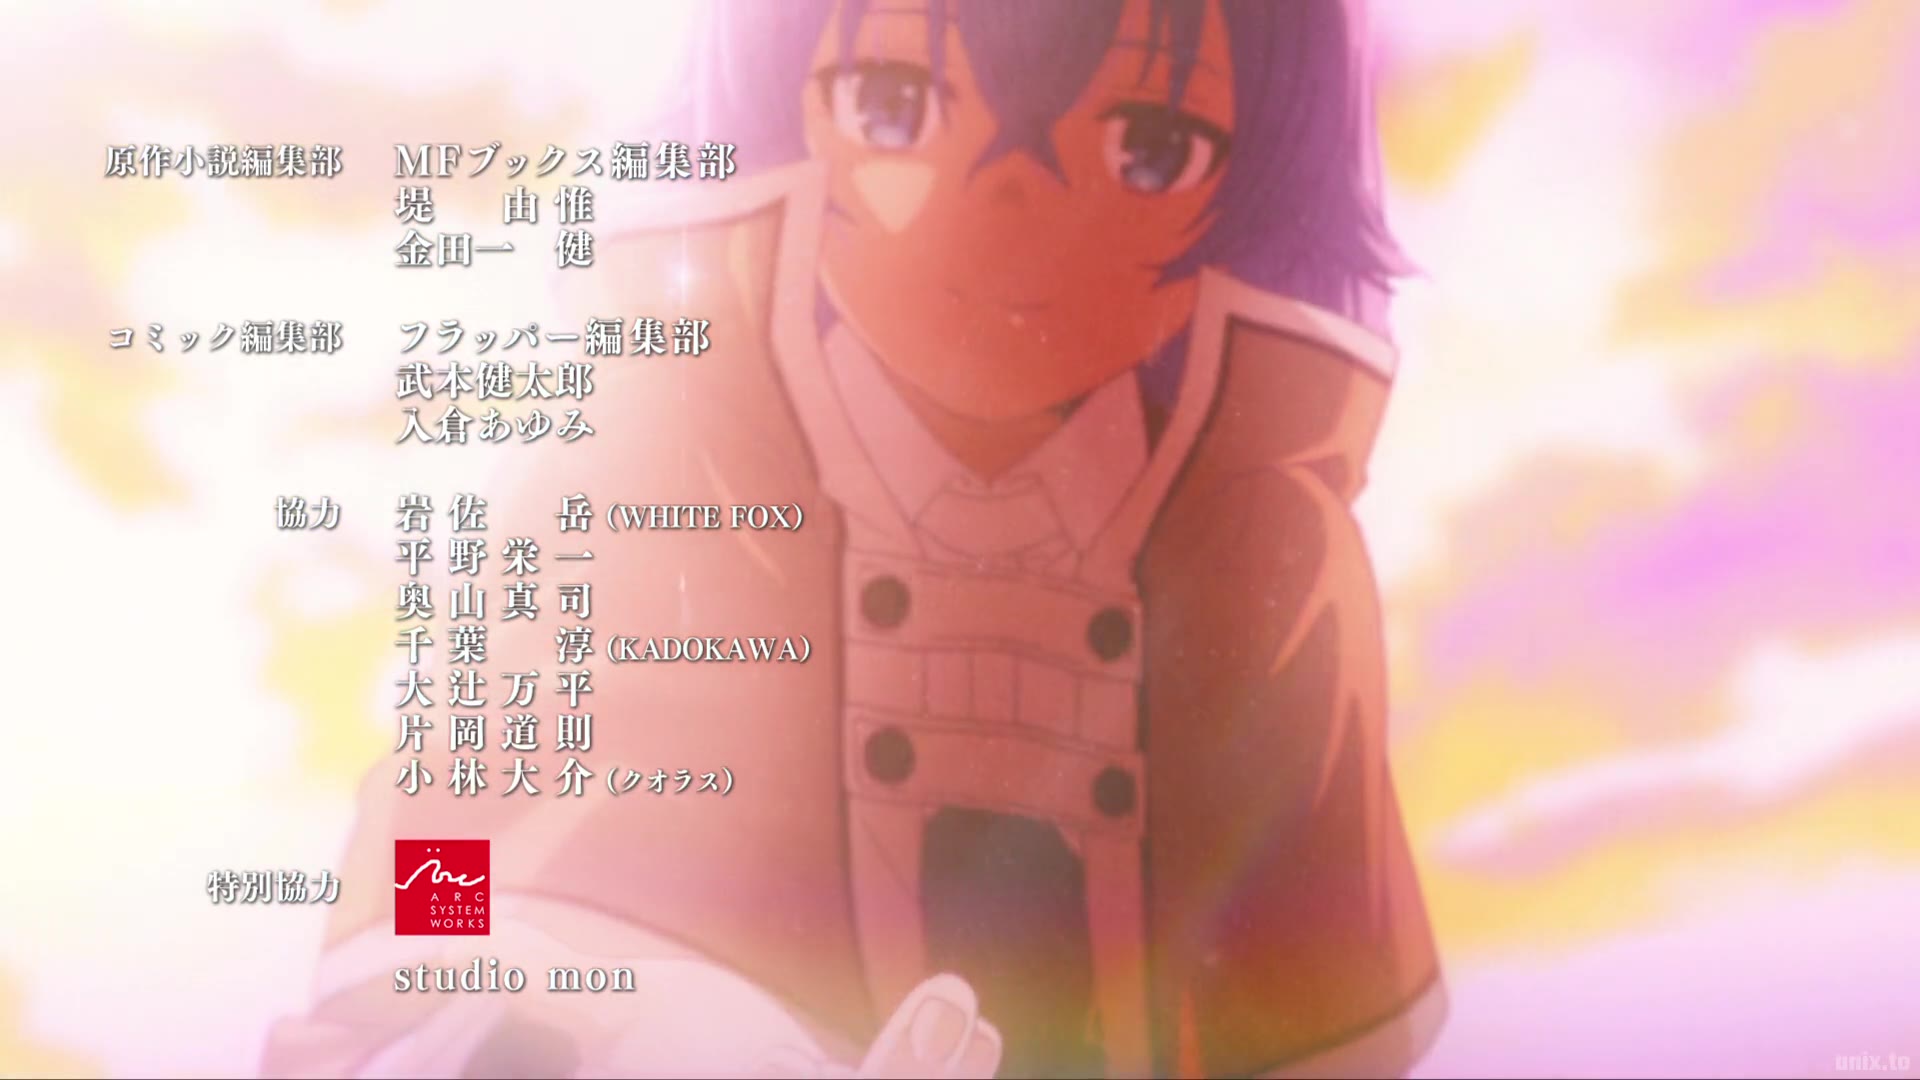 原作小説編集部 MFブックス編集部
堤 由惟
金田一 健
コミック編集部 フラッパー編集部
武本健太郎
入倉あゆみ
協力 岩佐 岳(WHITE FOX)
平野栄一
奥山真司
千葉 淳(KADOKAWA)
大辻万平
片岡道則
小林大介(クオラス)
特別協力 ARC
SYSTEM
WORKS
studio mon
unix.to